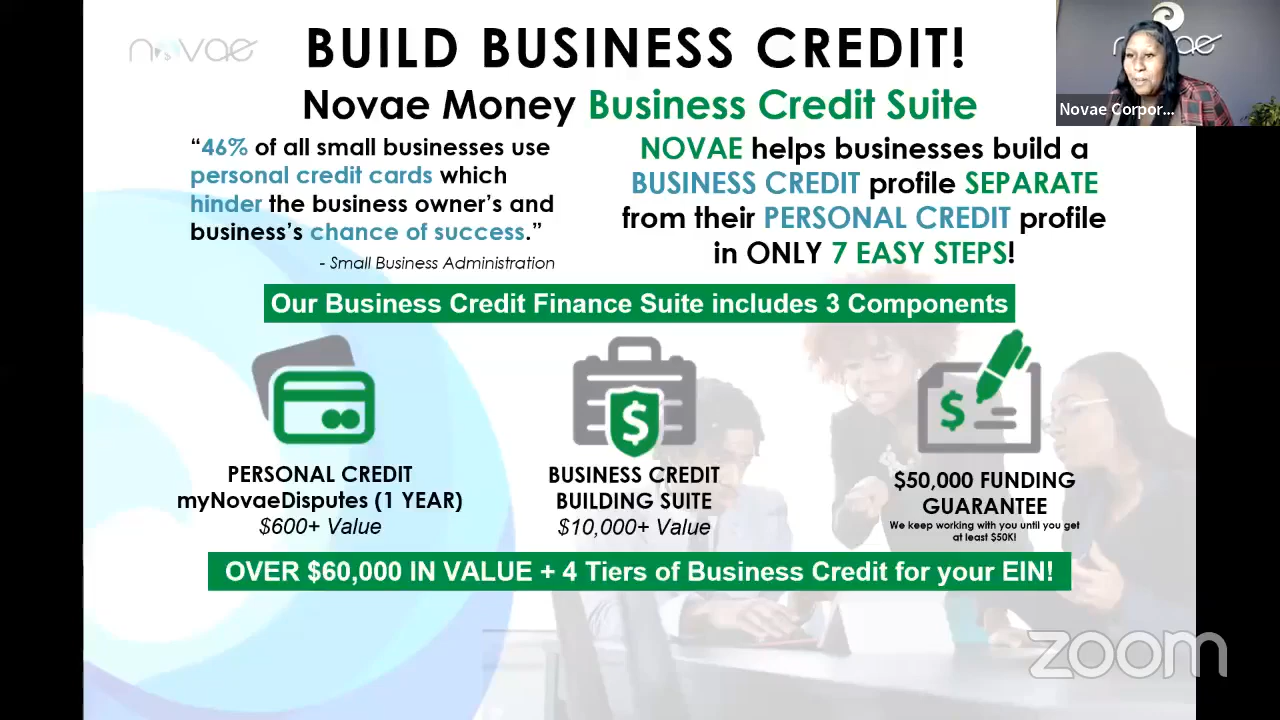 novae
BUILD BUSINESS CREDIT!
Novae Money Business Credit Suite
novae
Novae Corpor...
“46% of all small businesses use
personal credit cards which
hinder the business owner’s and
business’s chance of success.”
- Small Business Administration
NOVAE helps businesses build a
BUSINESS CREDIT profile SEPARATE
from their PERSONAL CREDIT profile
in ONLY 7 EASY STEPS!
Our Business Credit Finance Suite includes 3 Components
$
$
PERSONAL CREDIT
myNovaeDisputes (1 YEAR)
$600+ Value
BUSINESS CREDIT
BUILDING SUITE
$10,000+ Value
$50,000 FUNDING
GUARANTEE
We keep working with you until you get
at least $50K!
OVER $60,000 IN VALUE + 4 Tiers of Business Credit for your EIN!
zoom